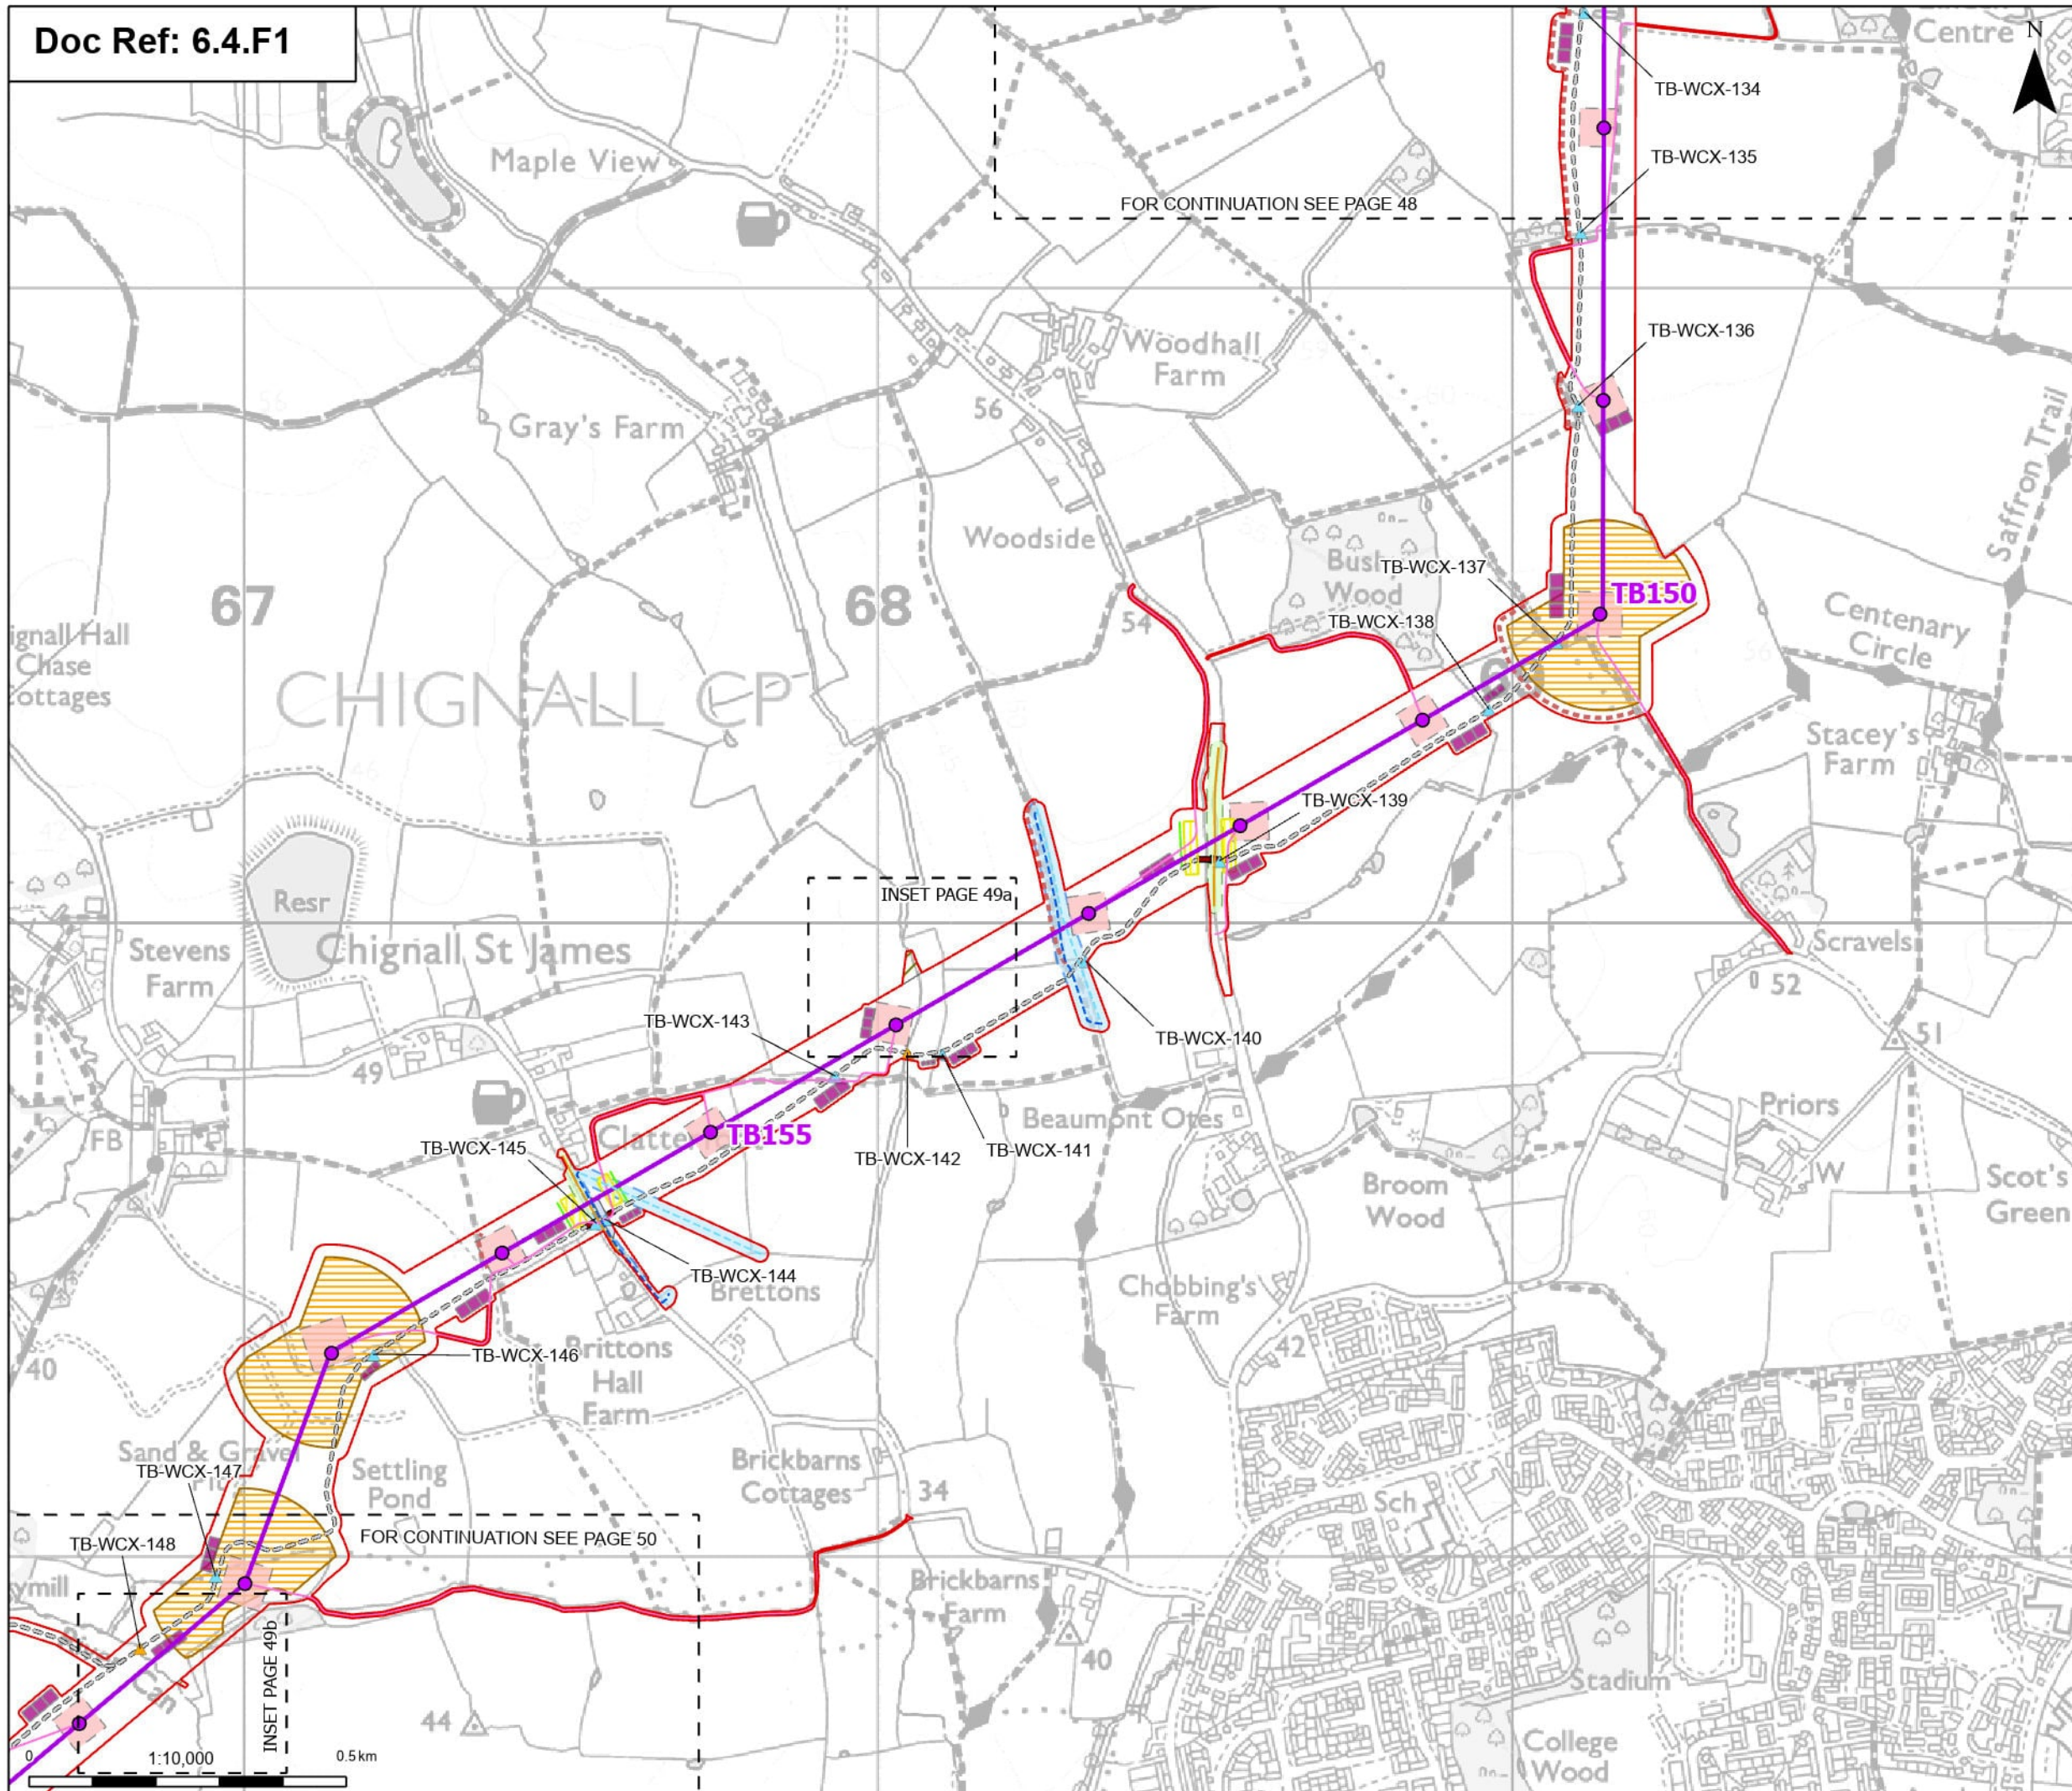 Doc Ref: 6.4.F1
Centre
N
TB-WCX-134
Maple View
TB-WCX-135
FOR CONTINUATION SEE PAGE 48
TB-WCX-136
Woodhall
Farm
56
Gray's Farm
Saffron Trail
Woodside
Bushy
Wood
TB-WCX-137
TB150
67
68
54
TB-WCX-138
Centenary
Circle
ignall Hall
Chase
ottages
CHIGNALL CP
Stacey's
Farm
TB-WCX-139
INSET PAGE 49a
Resr
Stevens
Farm
Chignall St James
Scravels
52
TB-WCX-143
TB-WCX-140
51
49
Beaumont Otes
Priors
FB
TB155
TB-WCX-145
TB-WCX-142
TB-WCX-141
W
Broom
Wood
Scot's
Green
TB-WCX-144
Brettons
Chobbing's
Farm
42
TB-WCX-146
Brittons
Hall
Farm
40
Sand & Gravel
TB-WCX-147
Settling
Pond
Brickbarns
Cottages
34
Sch
FOR CONTINUATION SEE PAGE 50
TB-WCX-148
ymill
Brickbarns
Farm
INSET PAGE 49b
Can
40
Stadium
44
College
Wood
0
1:10,000
0.5 km